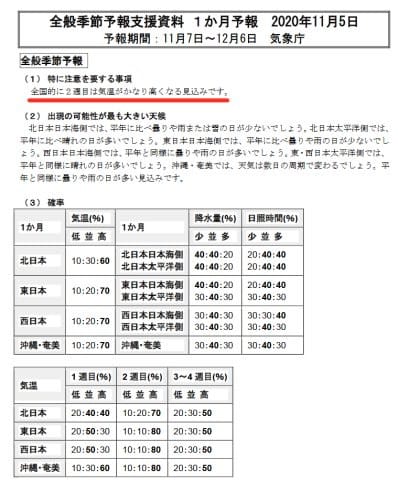 全般季節予報支援資料 １か月予報 2020年11月5日
予報期間：11月7日～12月6日 気象庁
全般季節予報
（１） 特に注意を要する事項
全国的に２週目は気温がかなり高くなる見込みです。
（２） 出現の可能性が最も大きい天候
北日本日本海側では、平年に比べ曇りや雨または雪の日が少ないでしょう。北日本太平洋側では、
平年に比べ晴れの日が多いでしょう。東日本日本海側では、平年に比べ曇りや雨の日が少ないでし
ょう。西日本日本海側では、平年と同様に曇りや雨の日が多いでしょう。東・西日本太平洋側では、
平年と同様に晴れの日が多いでしょう。沖縄・奄美では、天気は数日の周期で変わるでしょう。平
年と同様に曇りや雨の日が多い見込みです。
（３） 確率
1か月 気温(%) 1か月 降水量(%) 日照時間(%)
低 並 高 少 並 多 少 並 多
北日本 10:30:60 北日本日本海側 40:40:20 20:40:40
北日本太平洋側 40:40:20 20:40:40
東日本 10:20:70 東日本日本海側 40:40:20 20:40:40
東日本太平洋側 30:40:30 30:30:40
西日本 10:20:70 西日本日本海側 30:40:30 30:30:40
西日本太平洋側 30:40:30 30:40:30
沖縄・奄美 10:20:70 沖縄・奄美 30:40:30 30:40:30
気温 1週目(%) 2週目(%) 3～4週目(%)
低 並 高 低 並 高 低 並 高
北日本 20:40:40 10:20:70 20:30:50
東日本 20:50:30 10:10:80 20:30:50
西日本 20:50:30 10:10:80 20:30:50
沖縄・奄美 10:30:60 10:10:80 20:30:50